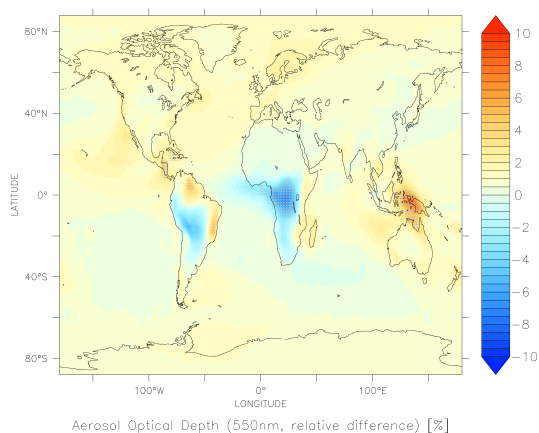 80°N
40°N
0°
40°S
80°S
LATITUDE
100°W
0°
100°E
LONGITUDE
10
8
6
4
2
0
−2
−4
−6
−8
−10
Aerosol Optical Depth (550nm, relative difference) [%]